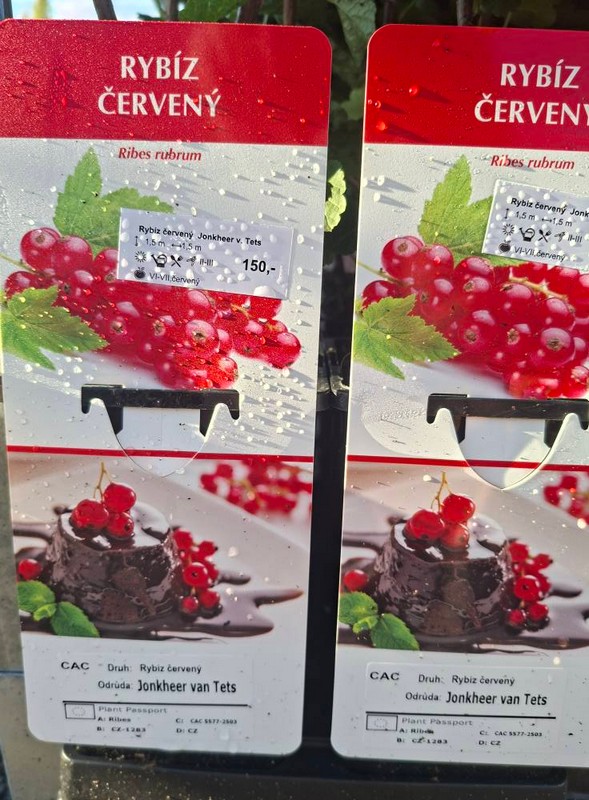 RYBÍZ
ČERVENÝ
Ribes rubrum
Rybíz červený Jonkheer v. Tets
1,5 m 1,5 m
II-III
150,-
VI-VII,červený
CAC Druh: Rybíz červený
Odrůda: Jonkheer van Tets
Plant Passport
A: Ribes C: CAC 5577-2503
B: CZ-1283 D: CZ
RYBÍZ
ČERVENÝ
Ribes rubrum
Rybíz červený Jonk
1,5 m 1,5 m
II-III
VI-VII,červený
CAC Druh: Rybíz červený
Odrůda: Jonkheer van Tets
Plant Passport
A: Ribes C: CAC 5577-2503
B: CZ-1283 D: CZ